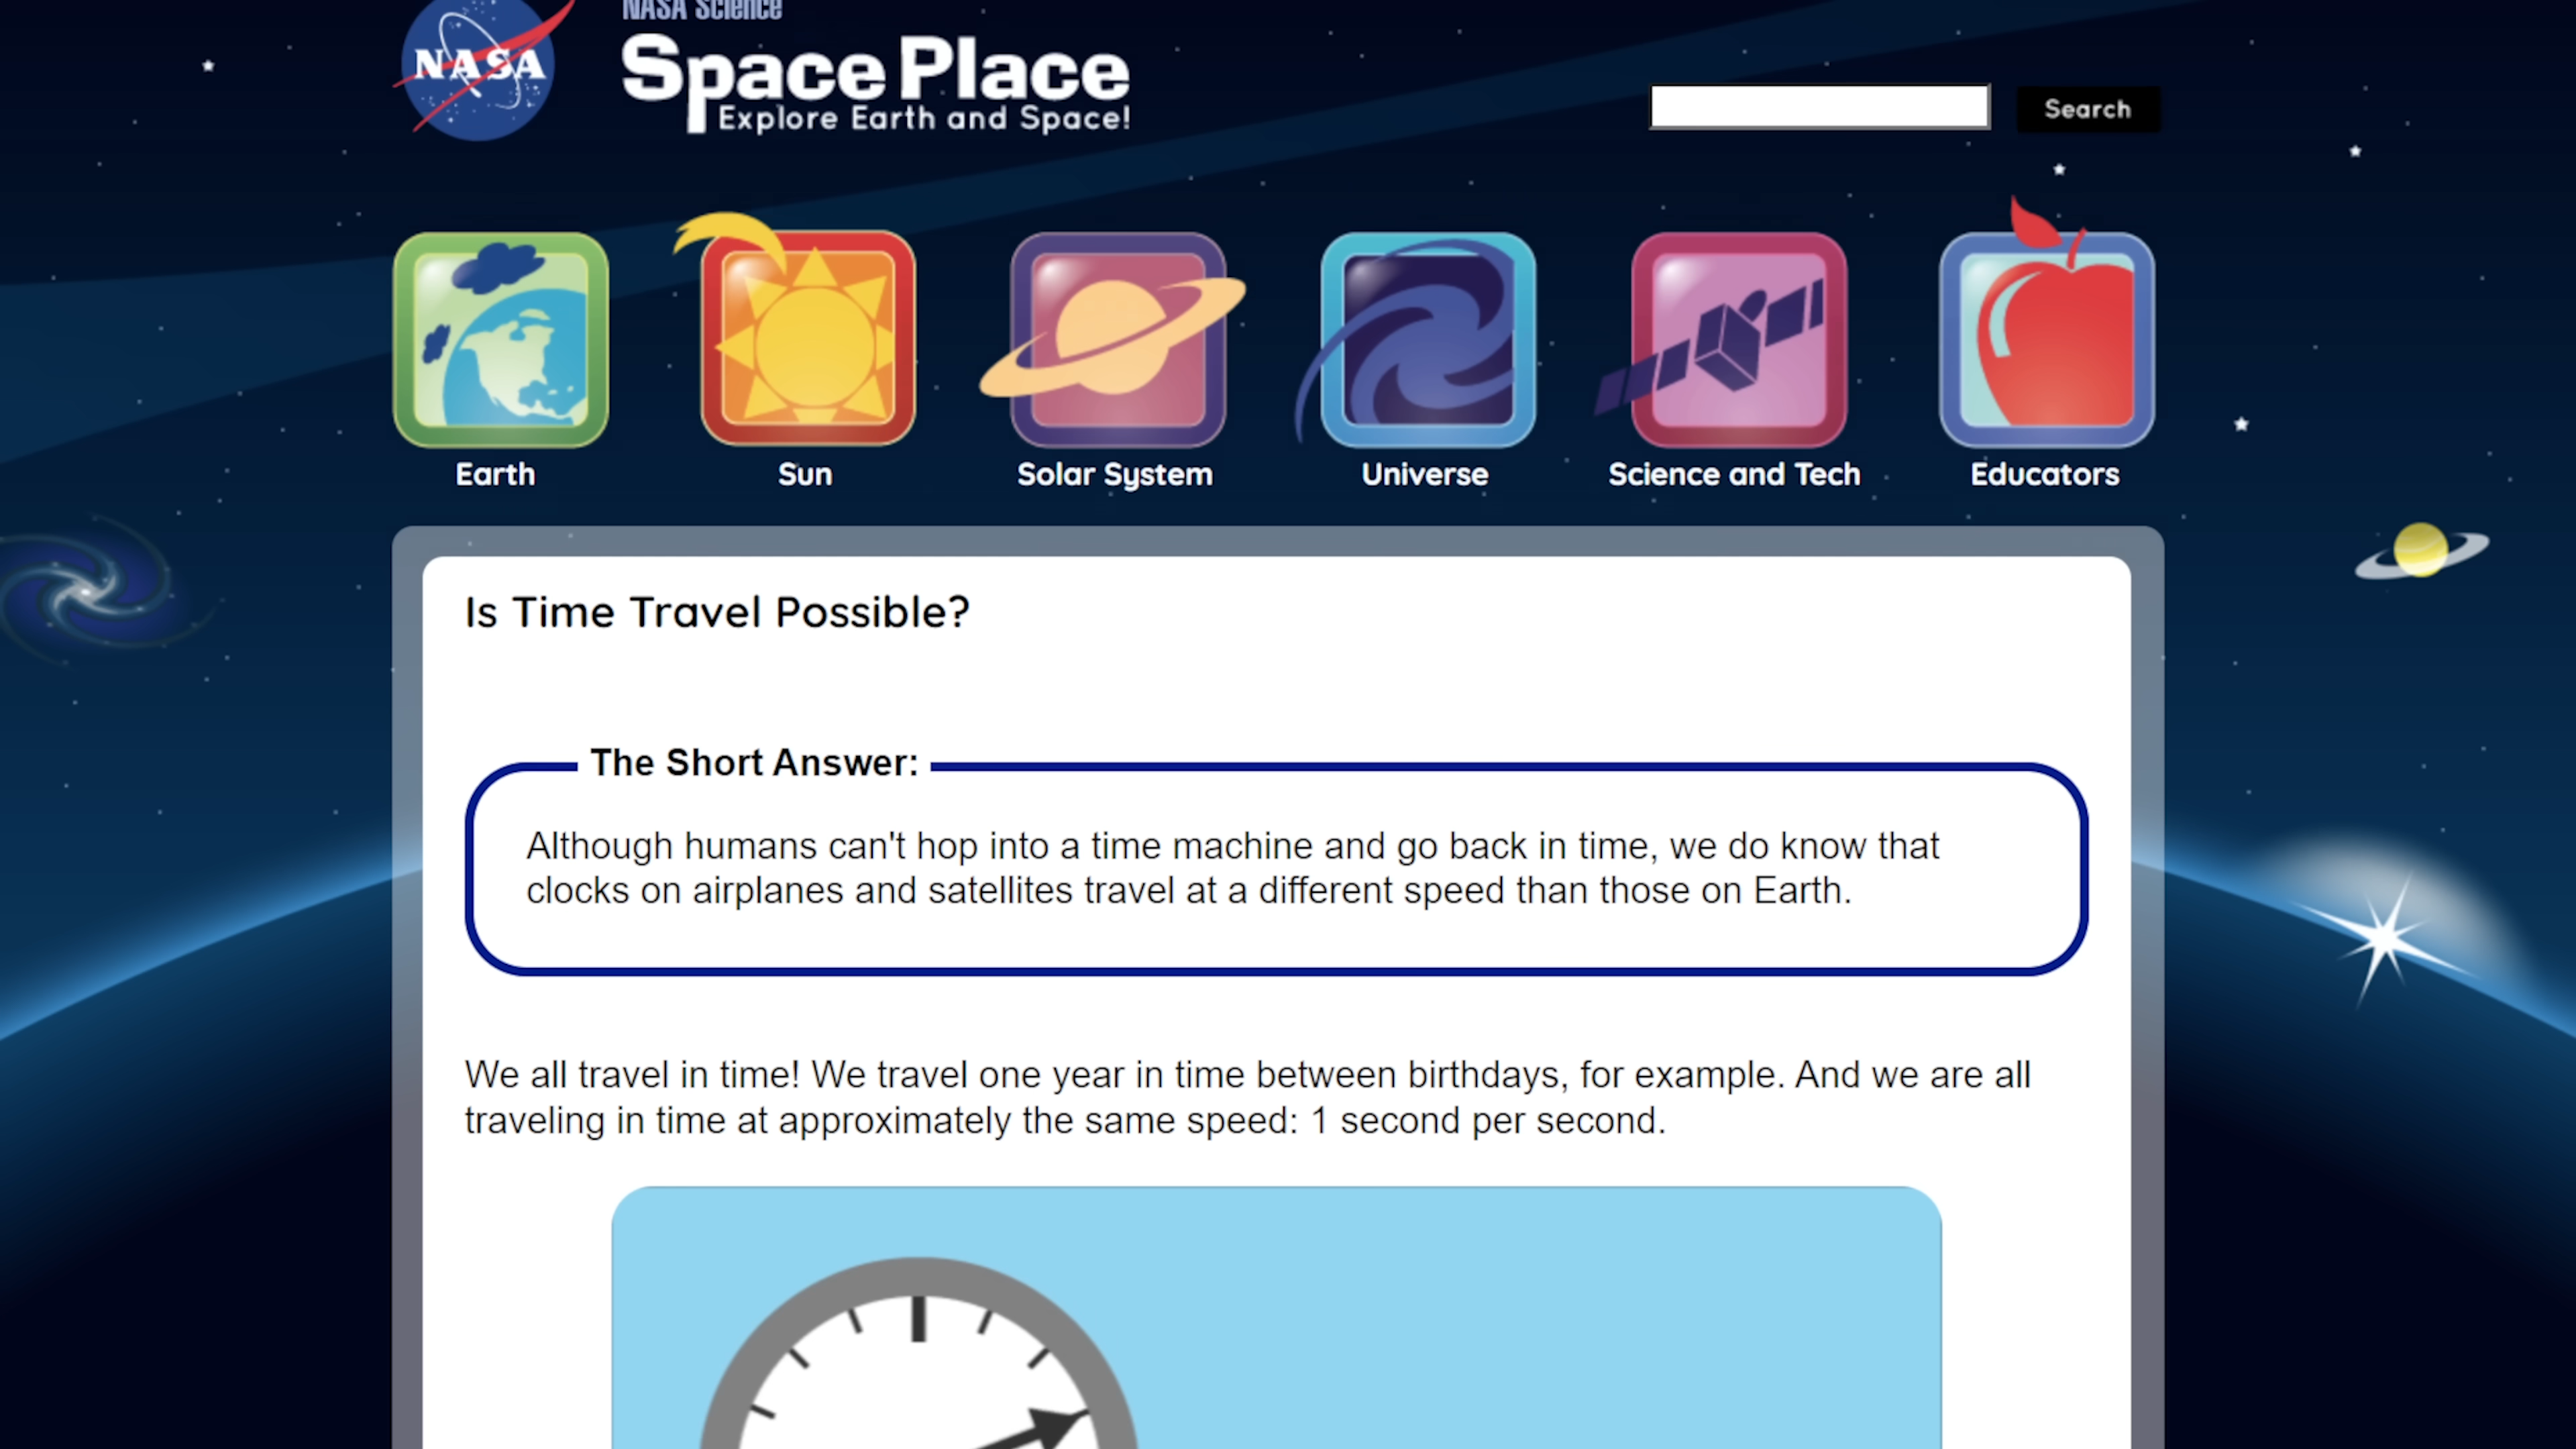 NASA
NASA Science
Space Place
Explore Earth and Space!
Search
Earth
Sun
Solar System
Universe
Science and Tech
Educators
Is Time Travel Possible?
The Short Answer:
Although humans can't hop into a time machine and go back in time, we do know that
clocks on airplanes and satellites travel at a different speed than those on Earth.
We all travel in time! We travel one year in time between birthdays, for example. And we are all
traveling in time at approximately the same speed: 1 second per second.